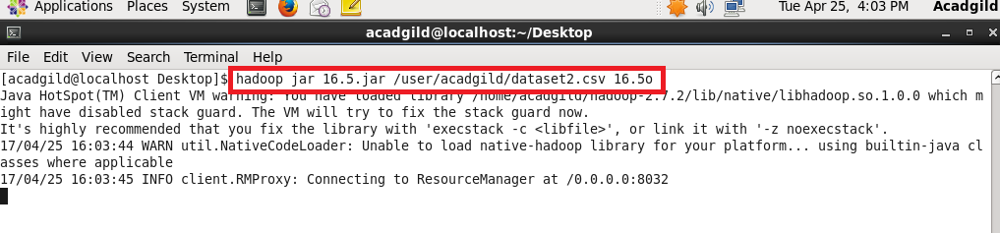 Applications Places System Tue Apr 25, 4:03 PM Acadgild
acadgild@localhost:~/Desktop
File Edit View Search Terminal Help
[acadgild@localhost Desktop]$ hadoop jar 16.5.jar /user/acadgild/dataset2.csv 16.5o
Java HotSpot(TM) Client VM warning: You have loaded library /home/acadgild/hadoop-2.7.2/lib/native/libhadoop.so.1.0.0 which m
ight have disabled stack guard. The VM will try to fix the stack guard now.
It's highly recommended that you fix the library with 'execstack -c <libfile>', or link it with '-z noexecstack'.
17/04/25 16:03:44 WARN util.NativeCodeLoader: Unable to load native-hadoop library for your platform... using builtin-java cl
asses where applicable
17/04/25 16:03:45 INFO client.RMProxy: Connecting to ResourceManager at /0.0.0.0:8032